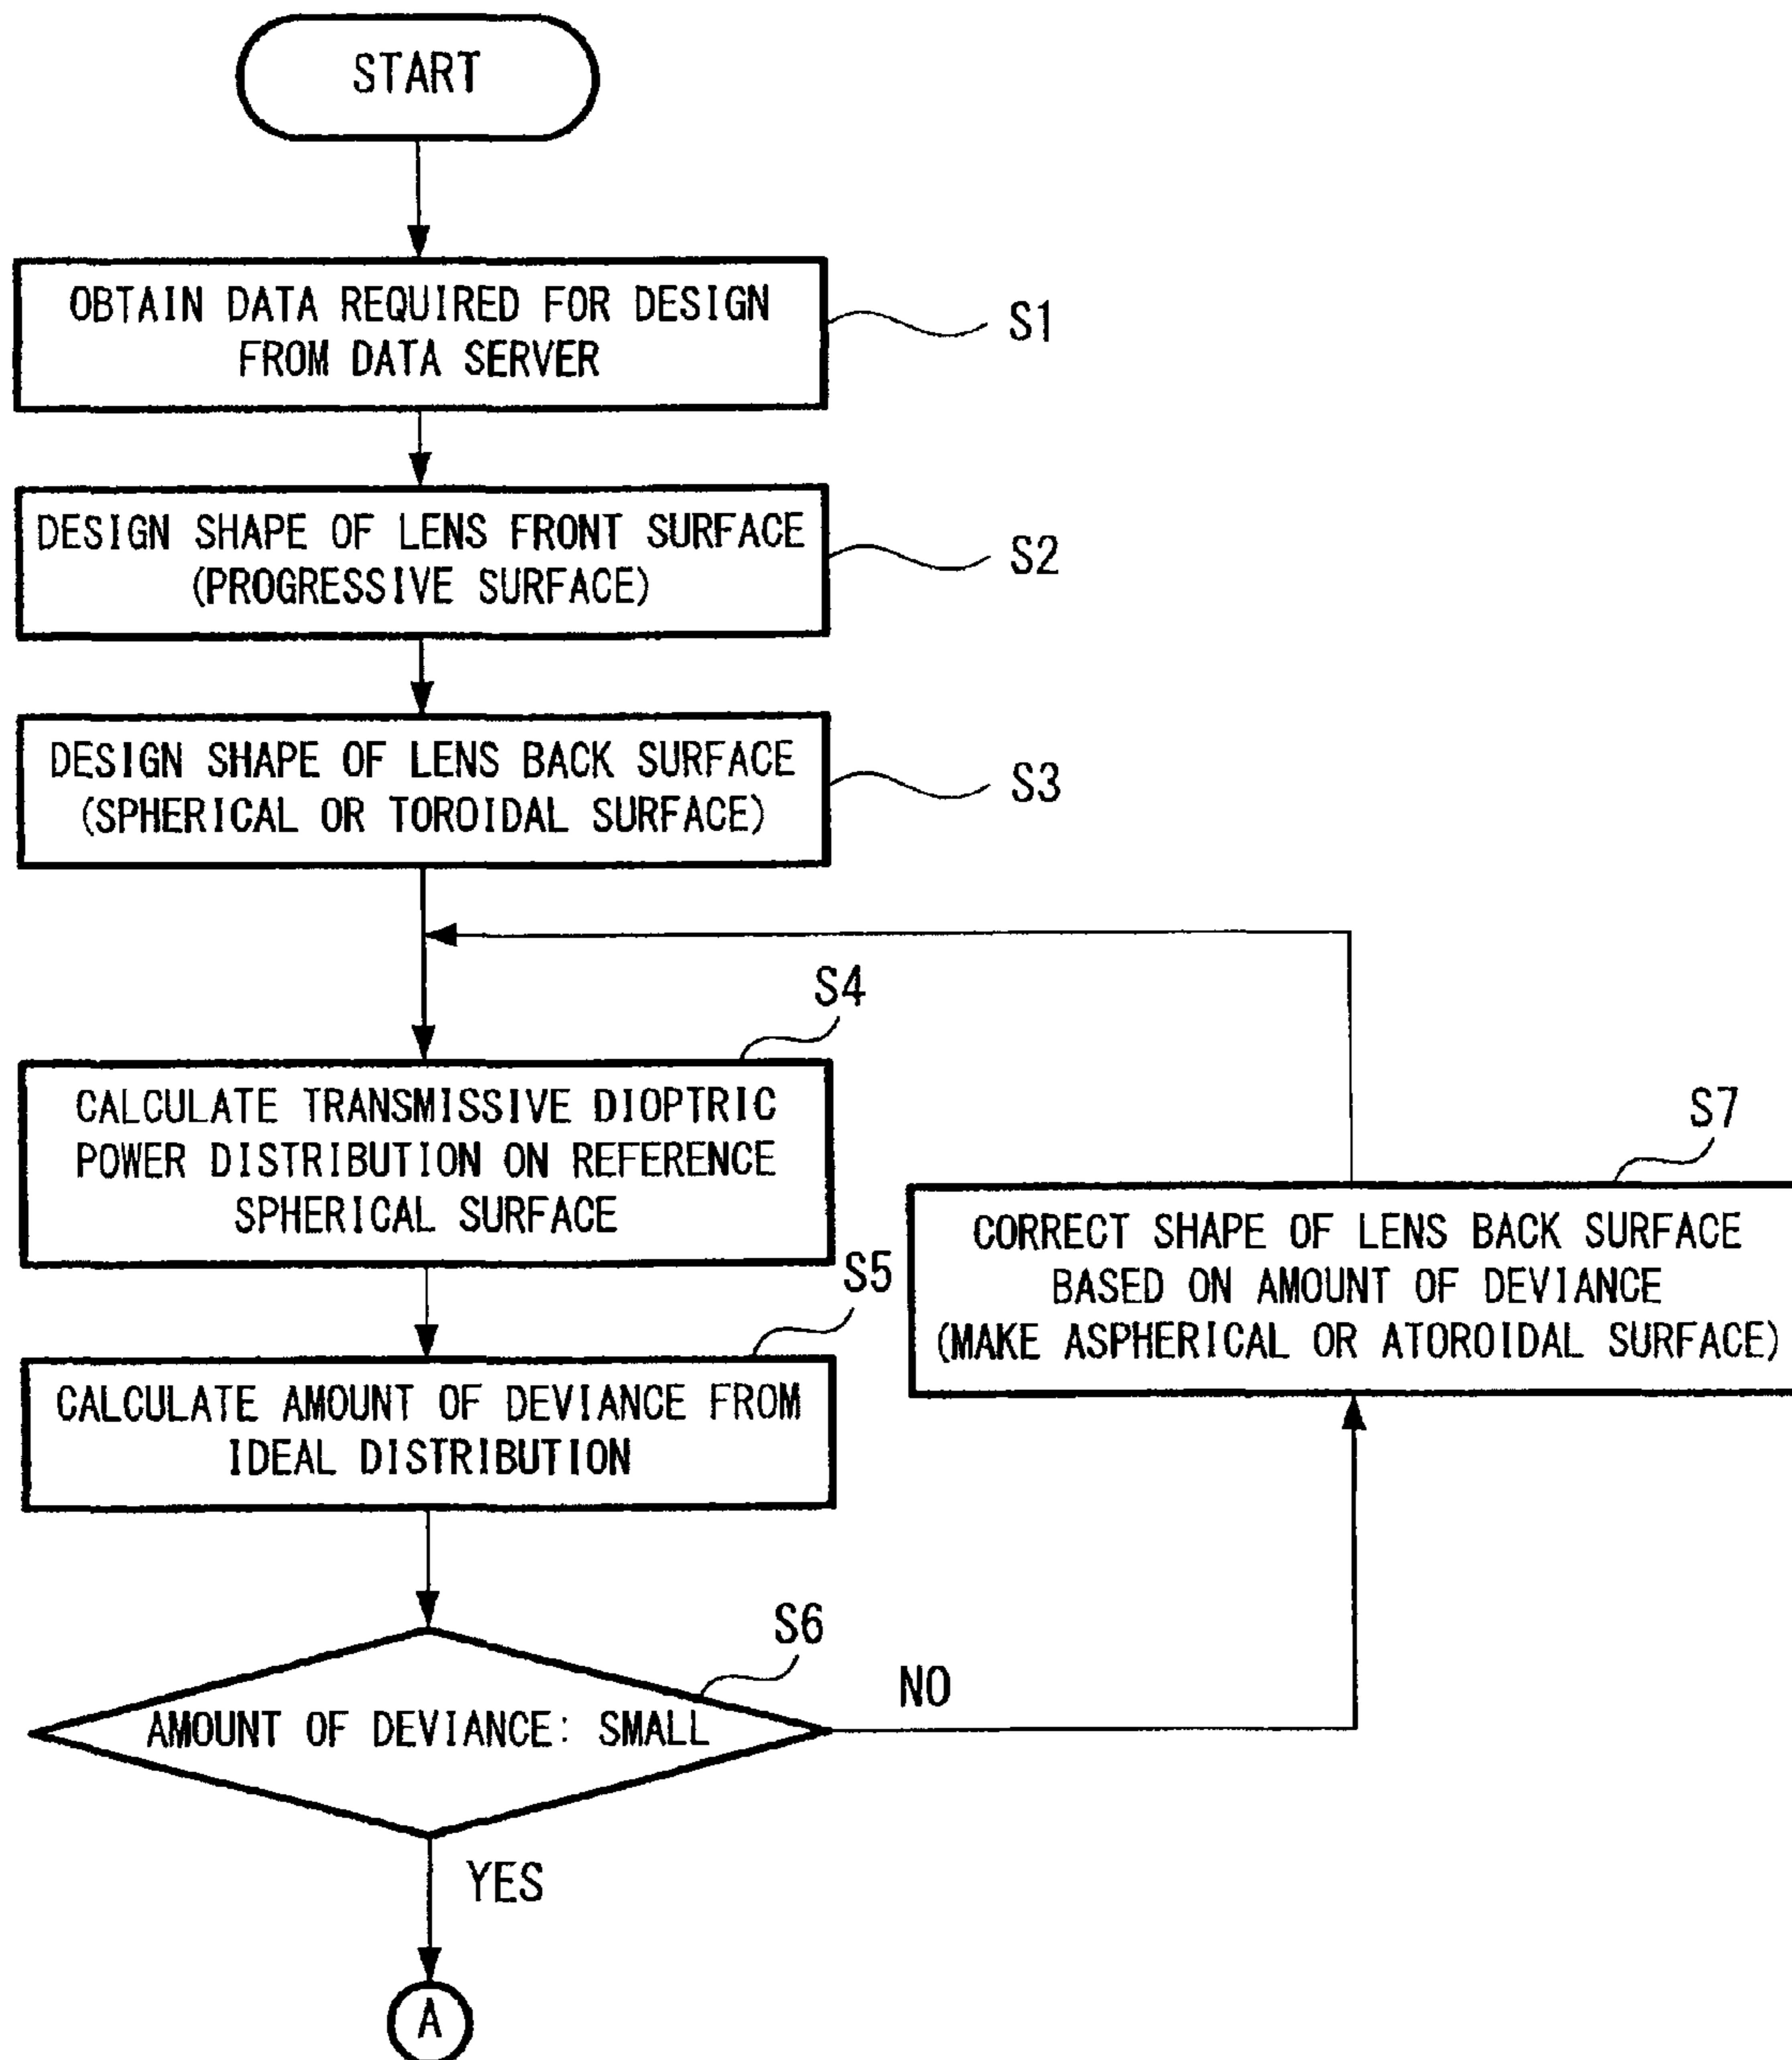 START
OBTAIN DATA REQUIRED FOR DESIGN
FROM DATA SERVER
S1
DESIGN SHAPE OF LENS FRONT SURFACE
(PROGRESSIVE SURFACE)
S2
DESIGN SHAPE OF LENS BACK SURFACE
(SPHERICAL OR TOROIDAL SURFACE)
S3
S4
CALCULATE TRANSMISSIVE DIOPTRIC
POWER DISTRIBUTION ON REFERENCE
SPHERICAL SURFACE
S7
CORRECT SHAPE OF LENS BACK SURFACE
BASED ON AMOUNT OF DEVIANCE
(MAKE ASPHERICAL OR ATOROIDAL SURFACE)
S5
CALCULATE AMOUNT OF DEVIANCE FROM
IDEAL DISTRIBUTION
S6
AMOUNT OF DEVIANCE: SMALL
NO
YES
A